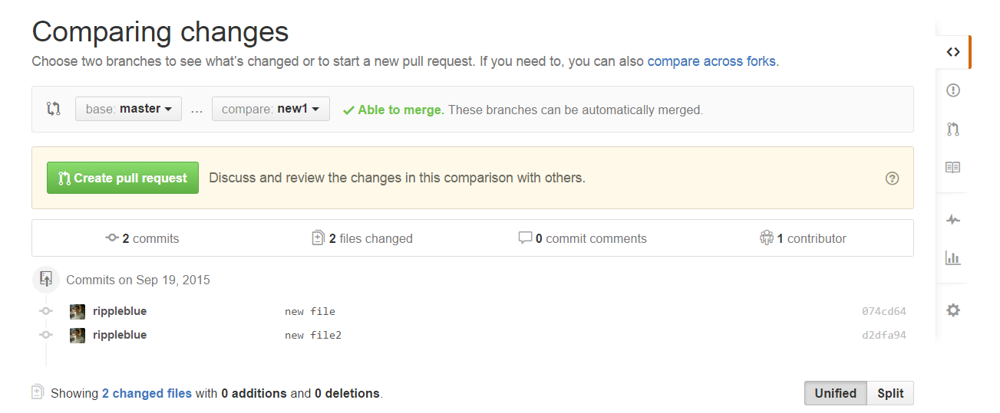 Comparing changes
Choose two branches to see what's changed or to start a new pull request. If you need to, you can also compare across forks.
base: master ... compare: new1 Able to merge. These branches can be automatically merged.
Create pull request Discuss and review the changes in this comparison with others.
2 commits 2 files changed 0 commit comments 1 contributor
Commits on Sep 19, 2015
rippleblue new file 074cd64
rippleblue new file2 d2dfa94
Showing 2 changed files with 0 additions and 0 deletions. Unified Split